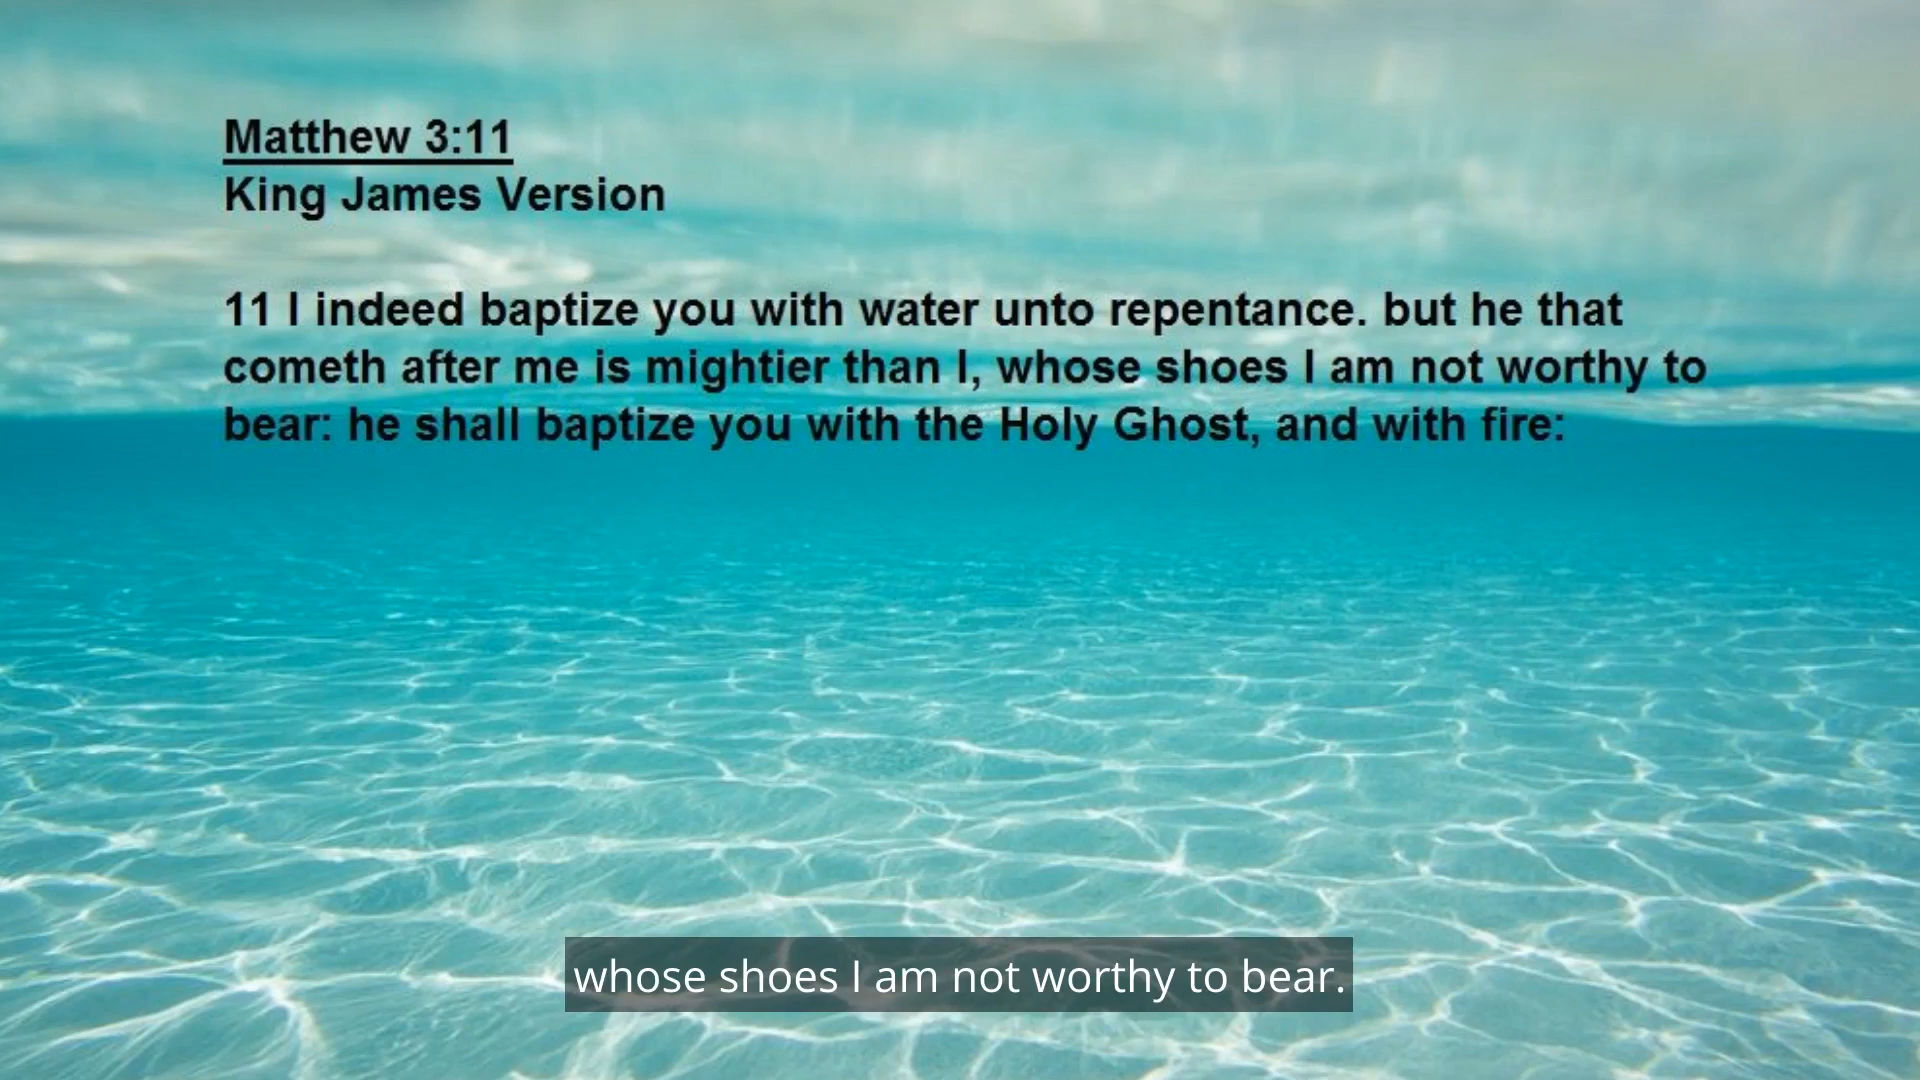 Matthew 3:11
King James Version
11 I indeed baptize you with water unto repentance. but he that
cometh after me is mightier than I, whose shoes I am not worthy to
bear: he shall baptize you with the Holy Ghost, and with fire:
whose shoes I am not worthy to bear.